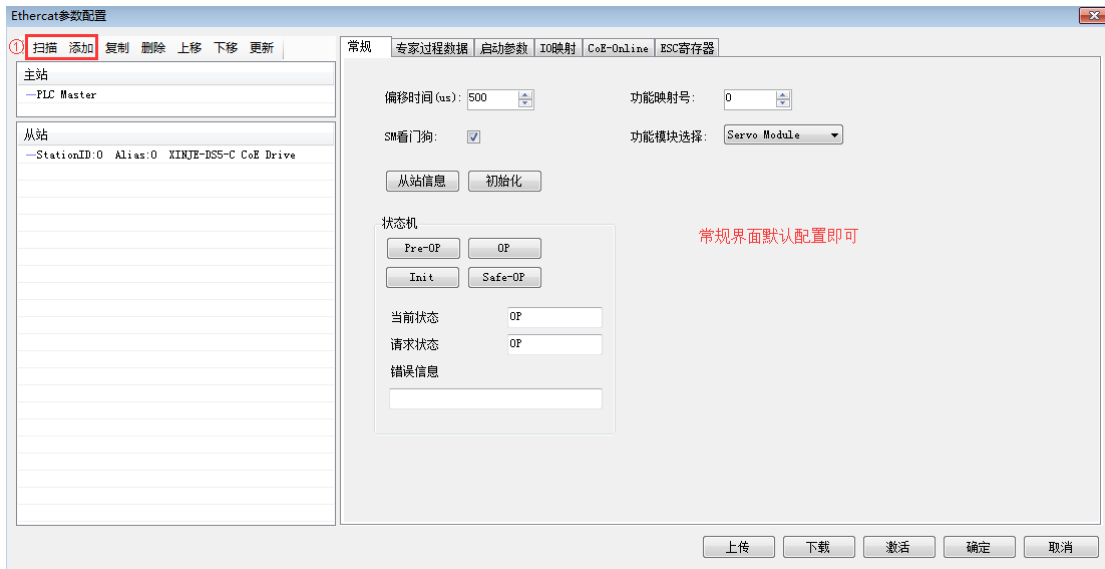 Ethercat参数配置
① 扫描 添加 复制 删除 上移 下移 更新
主站
PLC Master
从站
StationID:0 Alias:0 XINJE-DS5-C CoE Drive
常规 专家过程数据 启动参数 IO映射 CoE-Online ESC寄存器
偏移时间(us): 500 功能映射号: 0
SM看门狗: 功能模块选择: Servo Module
从站信息 初始化
状态机
Pre-OP OP
常规界面默认配置即可
Init Safe-OP
当前状态 OP
请求状态 OP
错误信息
上传 下载 激活 确定 取消